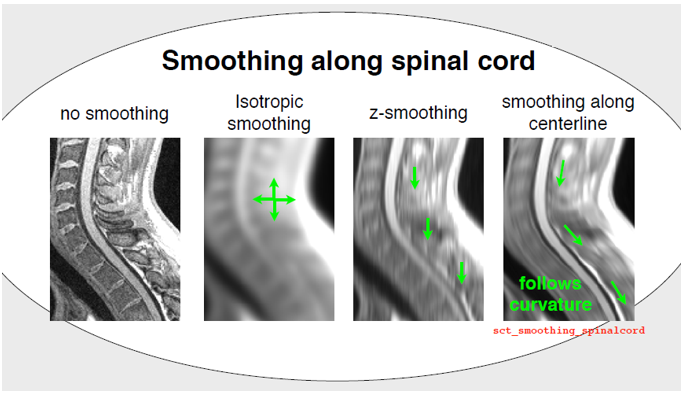 Smoothing along spinal cord
no smoothing
Isotropic
smoothing
z-smoothing
smoothing along
centerline
follows
curvature
sct_smoothing_spinalcord